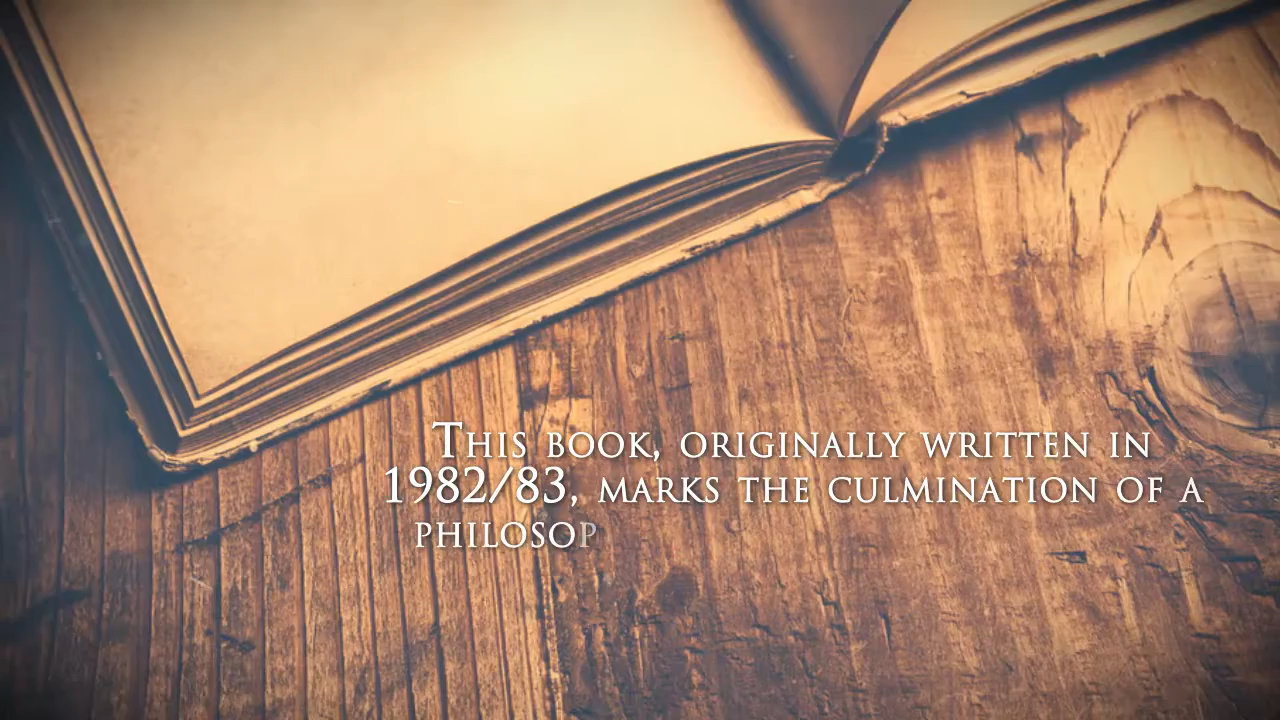 This book, originally written in
1982/83, marks the culmination of a
philosop